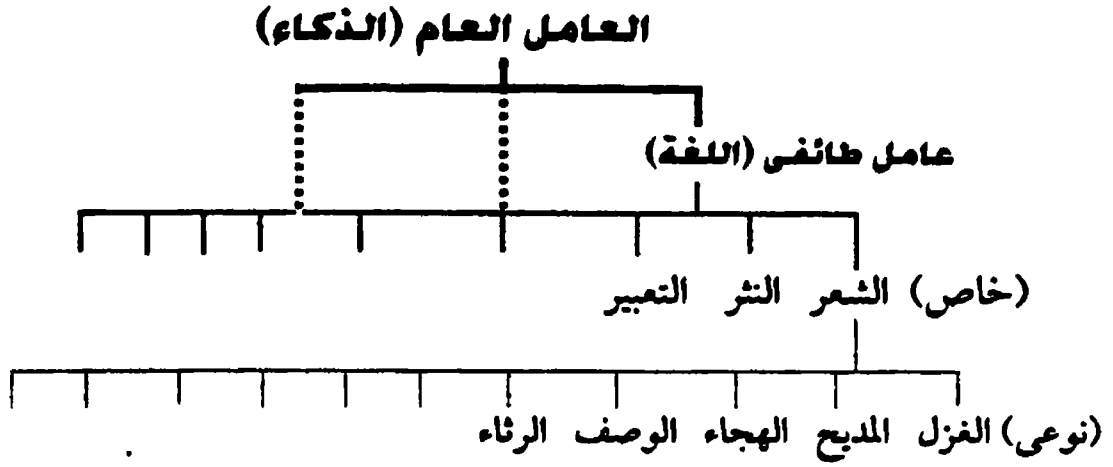 العامل العام (الذكاء)
عامل طائفى (اللغة)
(خاص) الشعر النثر التعبير
(نوعى) الغزل المديح الهجاء الوصف الرثاء